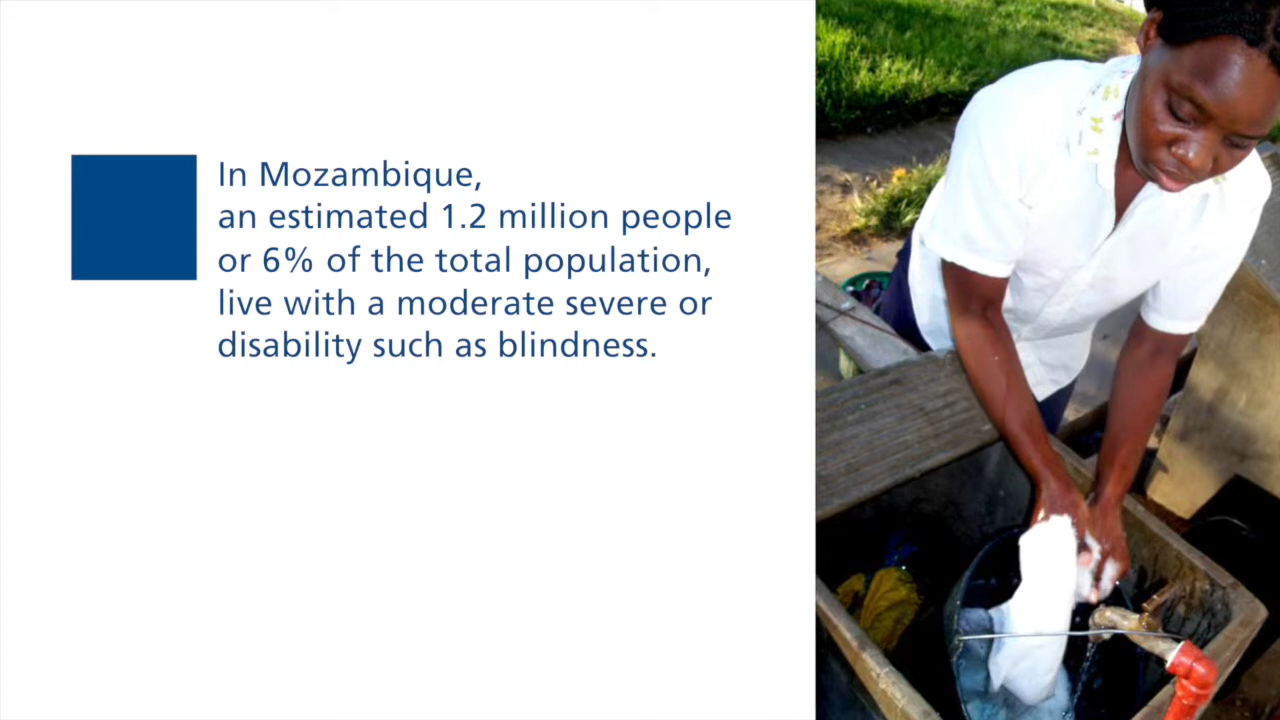 In Mozambique,
an estimated 1.2 million people
or 6% of the total population,
live with a moderate severe or
disability such as blindness.